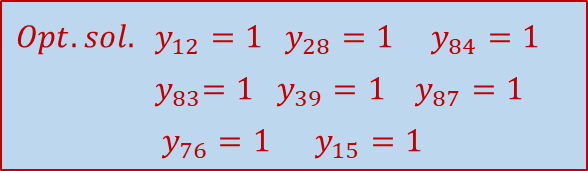 Opt. sol. y₁₂ = 1 y₂₈ = 1 y₈₄ = 1
y₈₃= 1 y₃₉ = 1 y₈₇ = 1
y₇₆ = 1 y₁₅ = 1